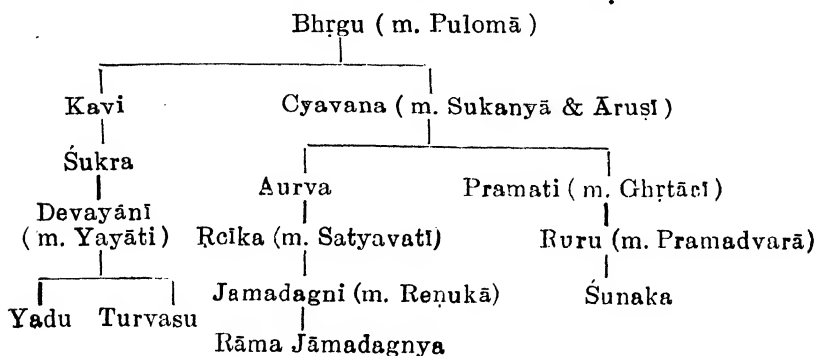 Bhṛgu ( m. Pulomā )
Kavi Cyavana ( m. Sukanyā & Āruṣī )
Śukra
Aurva Pramati ( m. Ghṛtācī )
Devayānī
( m. Yayāti ) Ṛcīka (m. Satyavatī) Ruru (m. Pramadvarā)
Jamadagni (m. Reṇukā) Śunaka
Yadu Turvasu
Rāma Jāmadagnya